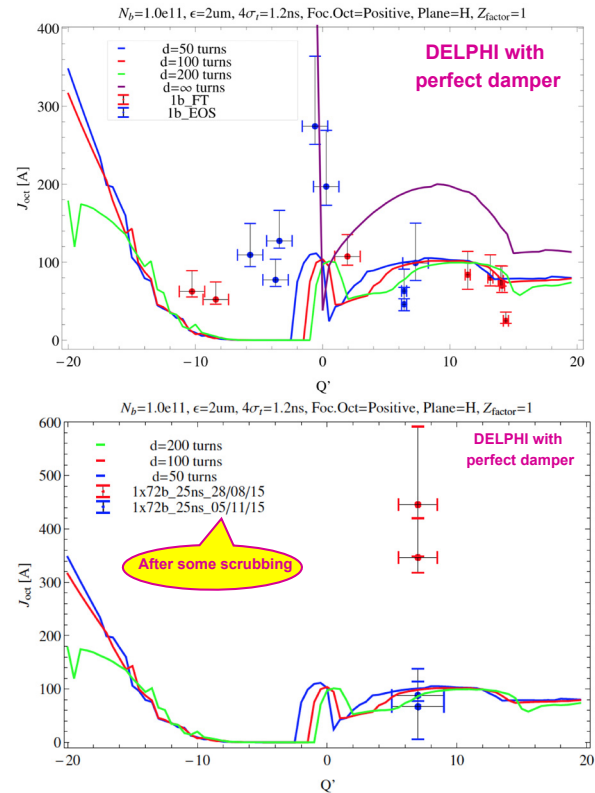 N_b=1.0e11, ϵ=2um, 4σ_t=1.2ns, Foc.Oct=Positive, Plane=H, Z_factor=1
DELPHI with
perfect damper
d=50 turns
d=100 turns
d=200 turns
d=∞ turns
1b_FT
1b_EOS
J_oct [A]
400
300
200
100
0
-20 -10 0 10 20
Q'
N_b=1.0e11, ϵ=2um, 4σ_t=1.2ns, Foc.Oct=Positive, Plane=H, Z_factor=1
DELPHI with
perfect damper
d=200 turns
d=100 turns
d=50 turns
1x72b_25ns_28/08/15
1x72b_25ns_05/11/15
After some scrubbing
J_oct [A]
600
500
400
300
200
100
0
-20 -10 0 10 20
Q'